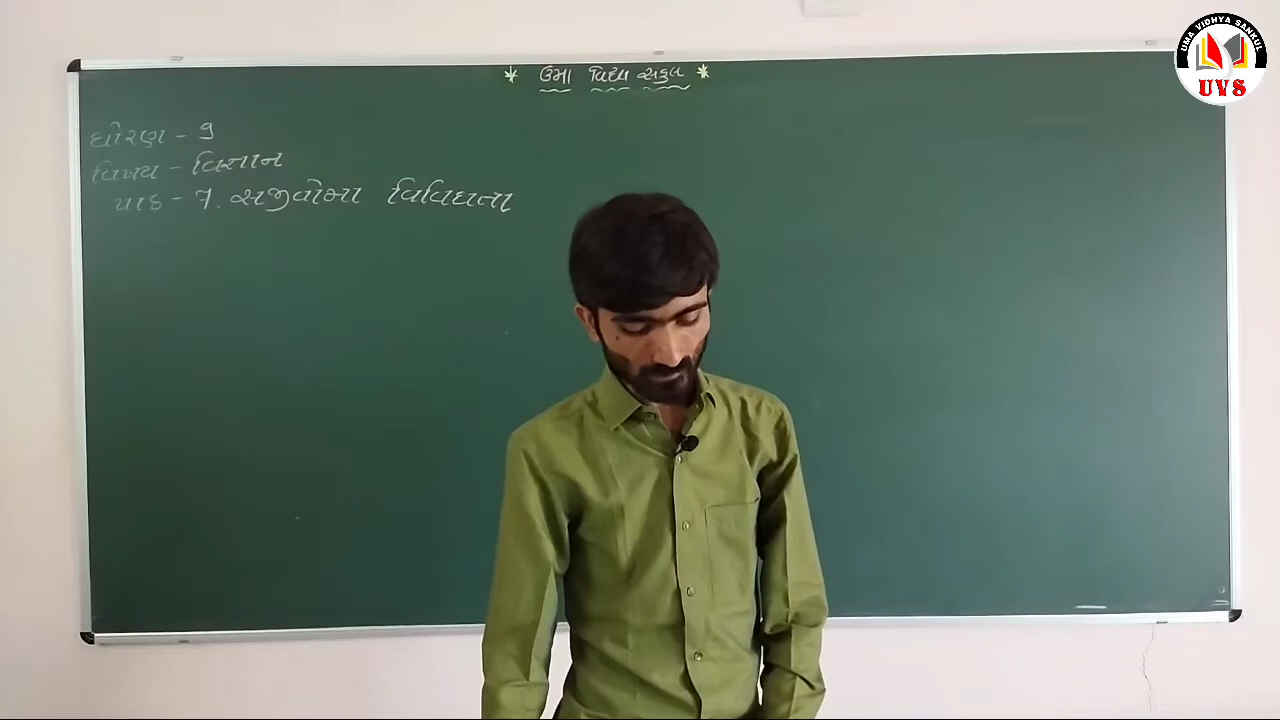 * ઉમા વિદ્યા સંકુલ *
ધોરણ - 9
વિષય - વિજ્ઞાન
પાઠ - 7. સજીવોમા વિવિધતા
UMA VIDHYA SANKUL
UVS